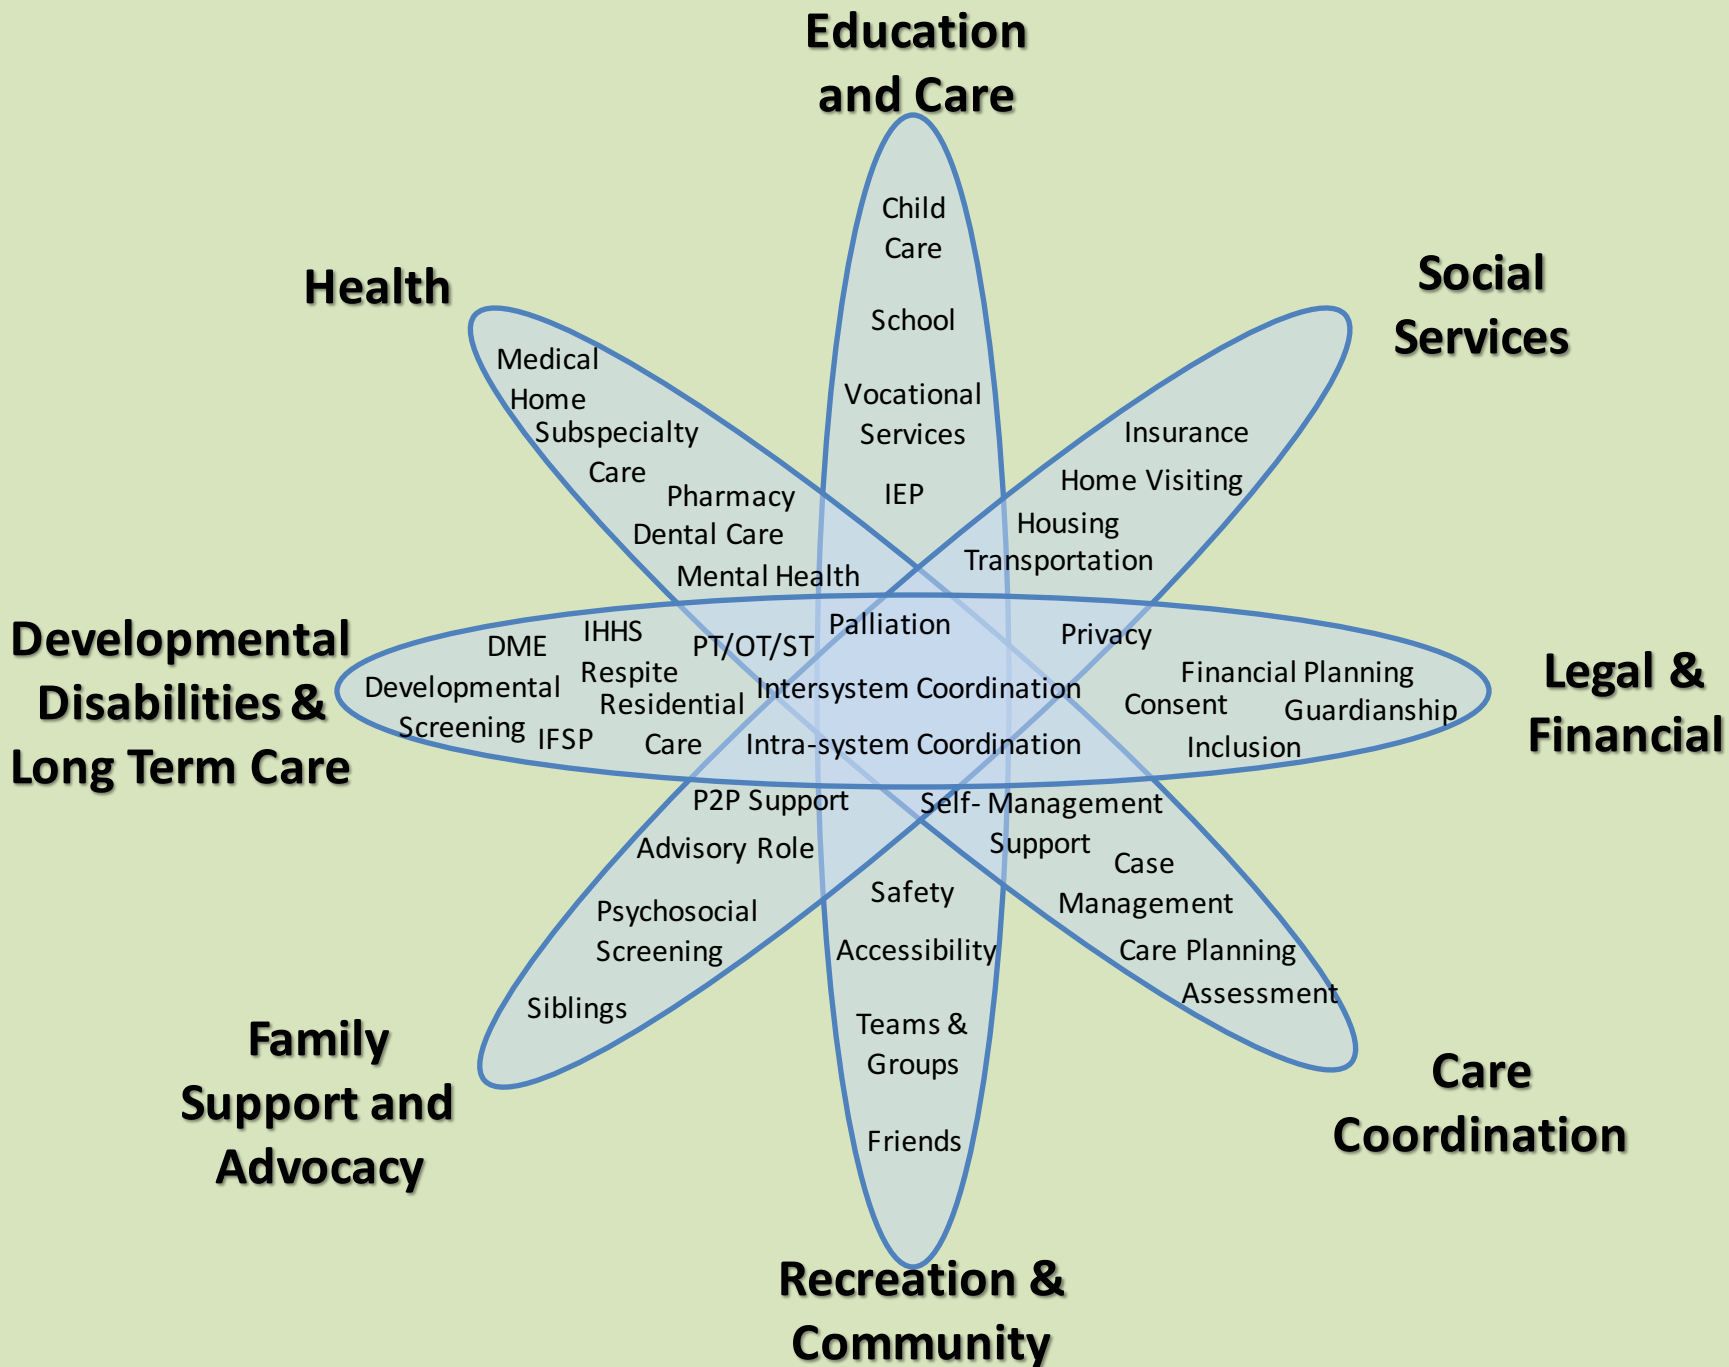 Education
and Care
Child
Care
School
Vocational
Services
IEP
Health
Medical
Home
Subspecialty
Care
Pharmacy
Dental Care
Mental Health
Social
Services
Insurance
Home Visiting
Housing
Transportation
Developmental
Disabilities &
Long Term Care
DME
IHHS
PT/OT/ST
Respite
Developmental
Screening
Residential
Care
IFSP
Palliation
Intersystem Coordination
Intra-system Coordination
Privacy
Financial Planning
Consent
Guardianship
Inclusion
Legal &
Financial
P2P Support
Advisory Role
Psychosocial
Screening
Siblings
Family
Support and
Advocacy
Self- Management
Support
Case
Management
Care Planning
Assessment
Care
Coordination
Safety
Accessibility
Teams &
Groups
Friends
Recreation &
Community